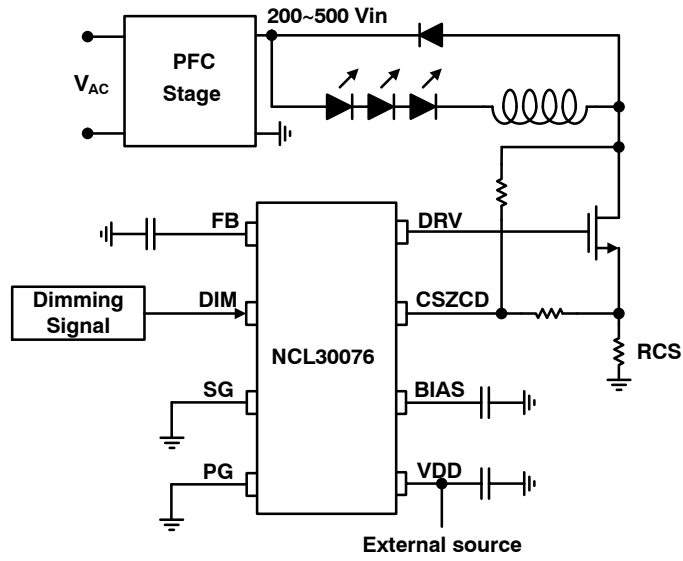 200~500 Vin
PFC
Stage
VAC
FB
DRV
Dimming
Signal
DIM
CSZCD
NCL30076
RCS
SG
BIAS
PG
VDD
External source